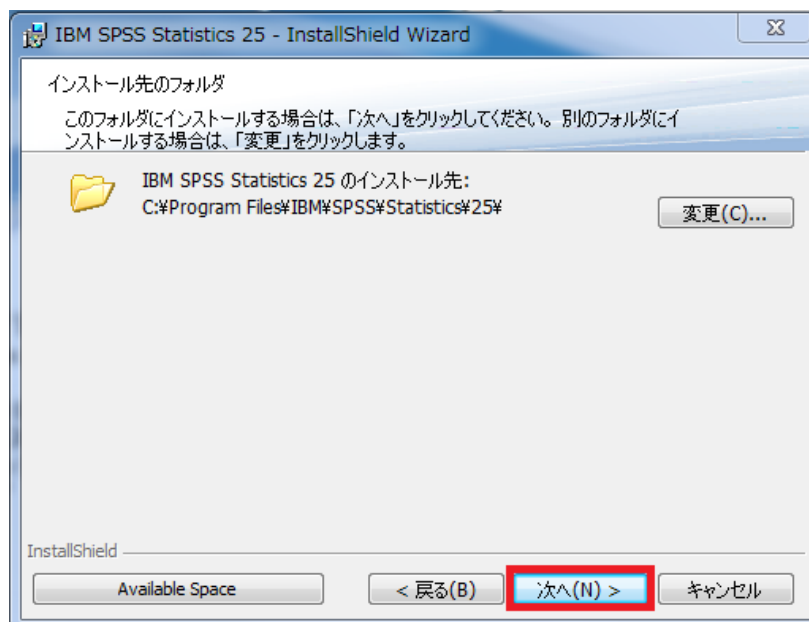 IBM SPSS Statistics 25 - InstallShield Wizard
インストール先のフォルダ
このフォルダにインストールする場合は、「次へ」をクリックしてください。別のフォルダにイ
ンストールする場合は、「変更」をクリックします。
IBM SPSS Statistics 25 のインストール先:
C:¥Program Files¥IBM¥SPSS¥Statistics¥25¥
変更(C)...
InstallShield
Available Space
< 戻る(B)
次へ(N) >
キャンセル